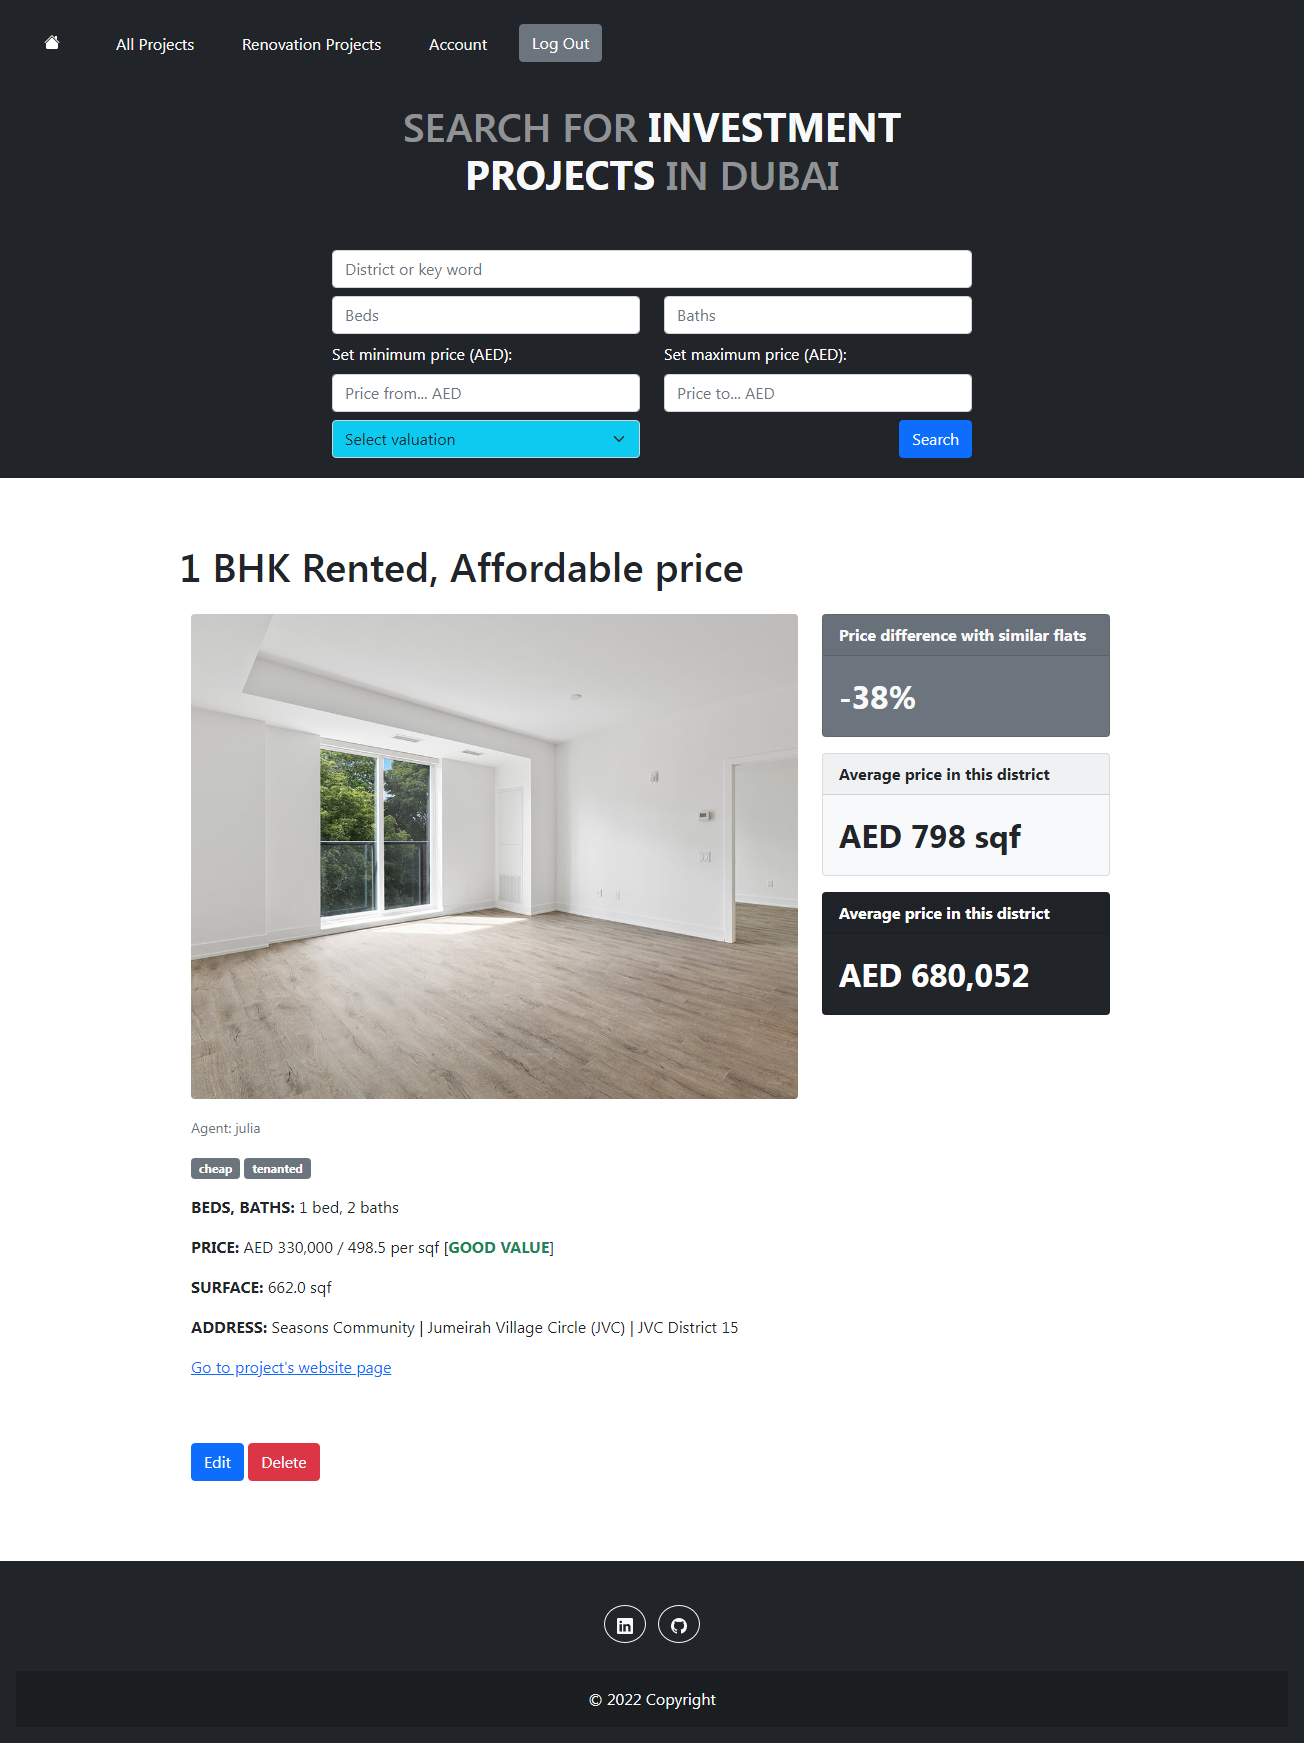 All Projects
Renovation Projects
Account
Log Out
SEARCH FOR INVESTMENT
PROJECTS IN DUBAI
District or key word
Beds
Baths
Set minimum price (AED):
Set maximum price (AED):
Price from... AED
Price to... AED
Select valuation
Search
1 BHK Rented, Affordable price
Price difference with similar flats
-38%
Average price in this district
AED 798 sqf
Average price in this district
AED 680,052
Agent: julia
cheap tenanted
BEDS, BATHS: 1 bed, 2 baths
PRICE: AED 330,000 / 498.5 per sqf [GOOD VALUE]
SURFACE: 662.0 sqf
ADDRESS: Seasons Community | Jumeirah Village Circle (JVC) | JVC District 15
Go to project's website page
Edit
Delete
© 2022 Copyright